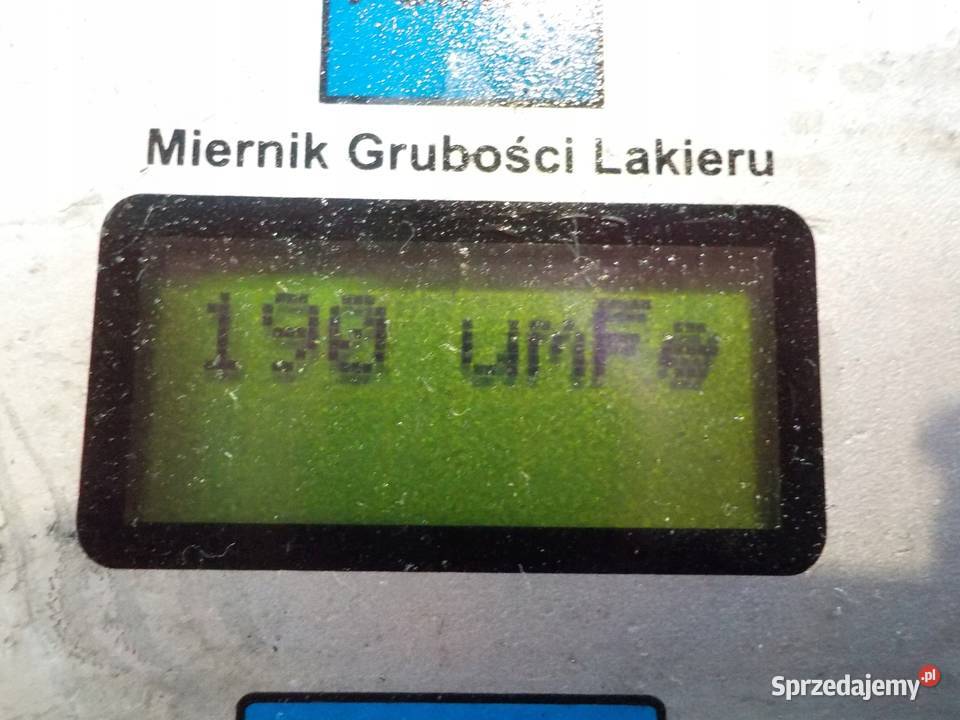 Miernik Grubości Lakieru
190 umFe
Sprzedajemy.pl